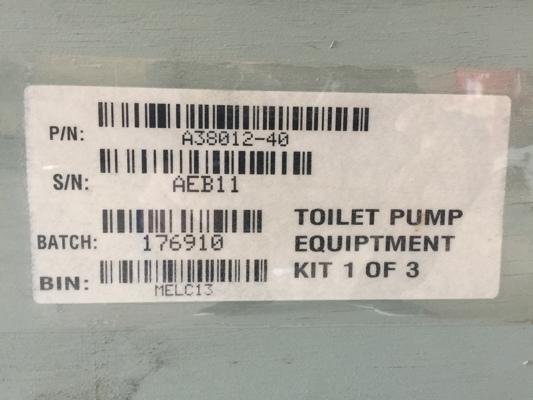 P/N:
A38012-40
S/N:
AEB11
BATCH:
176910
BIN:
MELC13
TOILET PUMP
EQUIPTMENT
KIT 1 OF 3